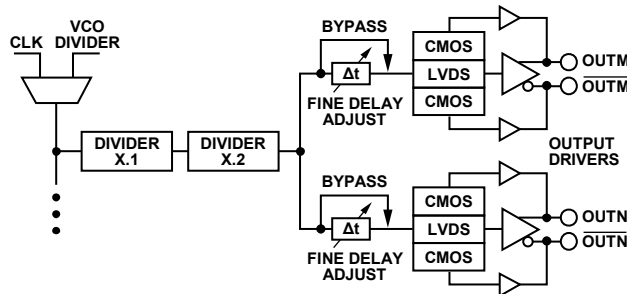 VCO
CLK DIVIDER
DIVIDER
X.1
DIVIDER
X.2
BYPASS
Δt
FINE DELAY
ADJUST
CMOS
LVDS
CMOS
OUTM
OUTM
OUTPUT
DRIVERS
BYPASS
Δt
FINE DELAY
ADJUST
CMOS
LVDS
CMOS
OUTN
OUTN